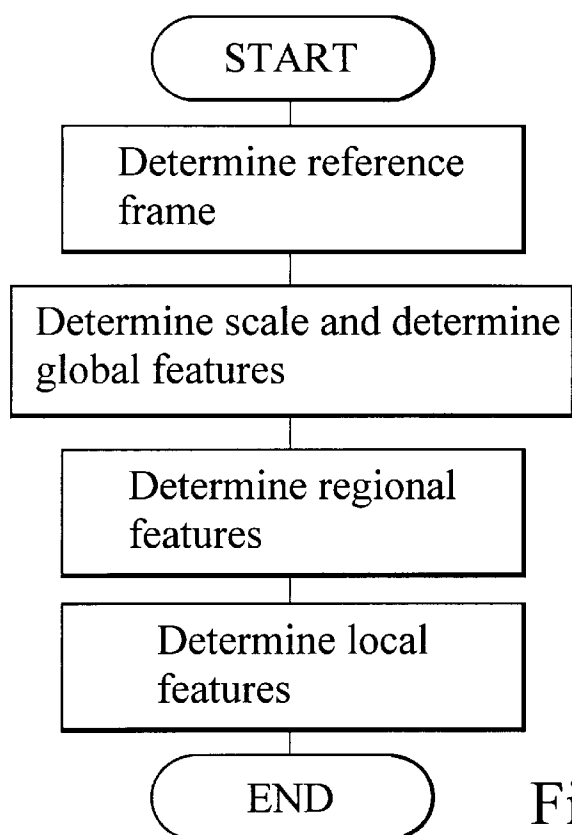 START
Determine reference
frame
Determine scale and determine
global features
Determine regional
features
Determine local
features
END